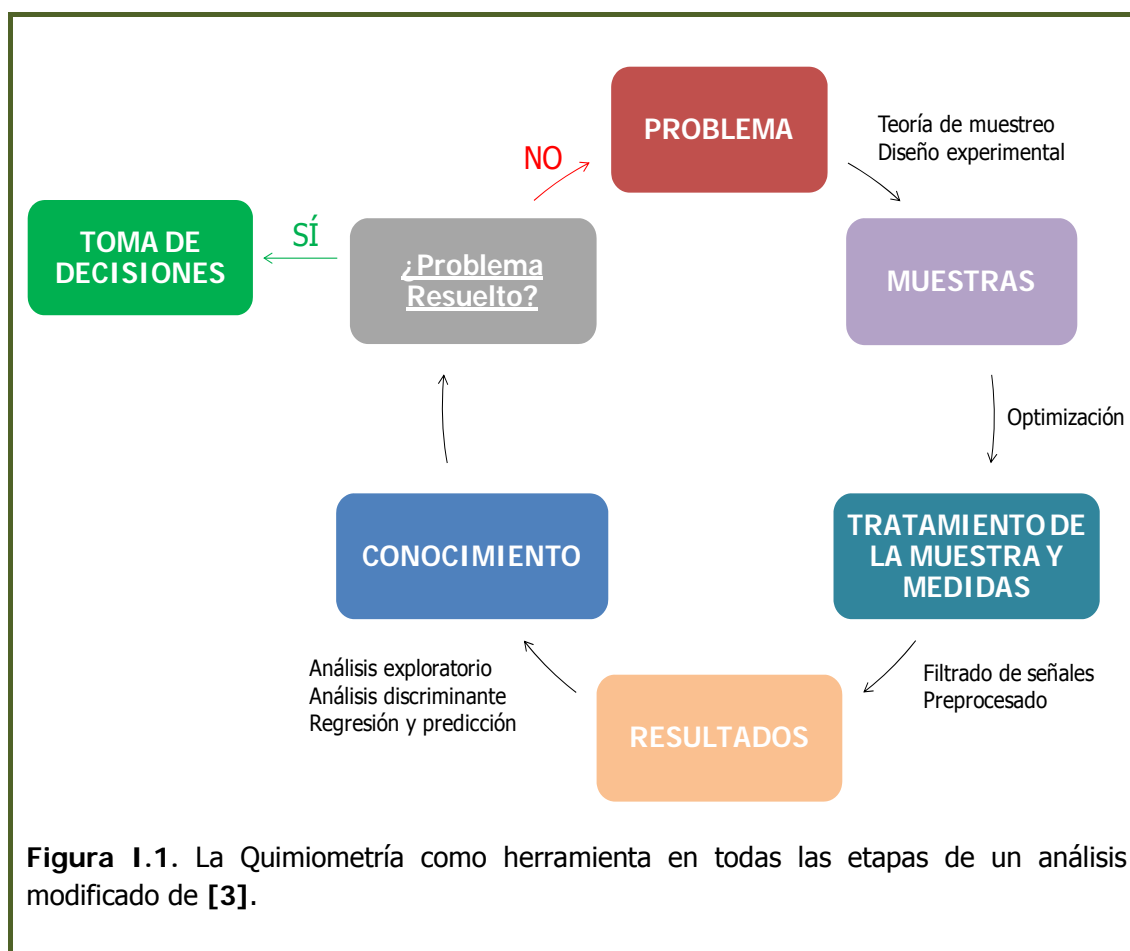 PROBLEMA
Teoría de muestreo
Diseño experimental
NO
TOMA DE
DECISIONES
SÍ
¿Problema
Resuelto?
MUESTRAS
Optimización
CONOCIMIENTO
TRATAMIENTO DE
LA MUESTRA Y
MEDIDAS
Análisis exploratorio
Análisis discriminante
Regresión y predicción
Filtrado de señales
Preprocesado
RESULTADOS
Figura I.1. La Quimiometría como herramienta en todas las etapas de un análisis
modificado de [3].